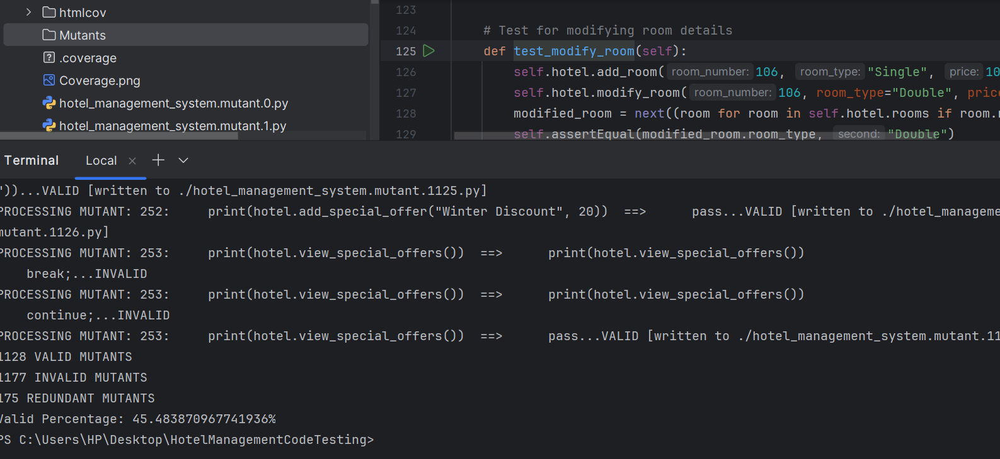 htmlcov
Mutants
.coverage
Coverage.png
hotel_management_system.mutant.0.py
hotel_management_system.mutant.1.py
123
124 # Test for modifying room details
125 def test_modify_room(self):
126 self.hotel.add_room( room_number: 106, room_type: "Single", price: 10
127 self.hotel.modify_room( room_number: 106, room_type="Double", price
128 modified_room = next((room for room in self.hotel.rooms if room.r
129 self.assertEqual(modified_room.room_type, second: "Double")
Terminal Local
"))...VALID [written to ./hotel_management_system.mutant.1125.py]
PROCESSING MUTANT: 252: print(hotel.add_special_offer("Winter Discount", 20)) ==> pass...VALID [written to ./hotel_manageme
mutant.1126.py]
PROCESSING MUTANT: 253: print(hotel.view_special_offers()) ==> print(hotel.view_special_offers())
break;...INVALID
PROCESSING MUTANT: 253: print(hotel.view_special_offers()) ==> print(hotel.view_special_offers())
continue;...INVALID
PROCESSING MUTANT: 253: print(hotel.view_special_offers()) ==> pass...VALID [written to ./hotel_management_system.mutant.11
1128 VALID MUTANTS
1177 INVALID MUTANTS
175 REDUNDANT MUTANTS
Valid Percentage: 45.483870967741936%
PS C:\Users\HP\Desktop\HotelManagementCodeTesting>